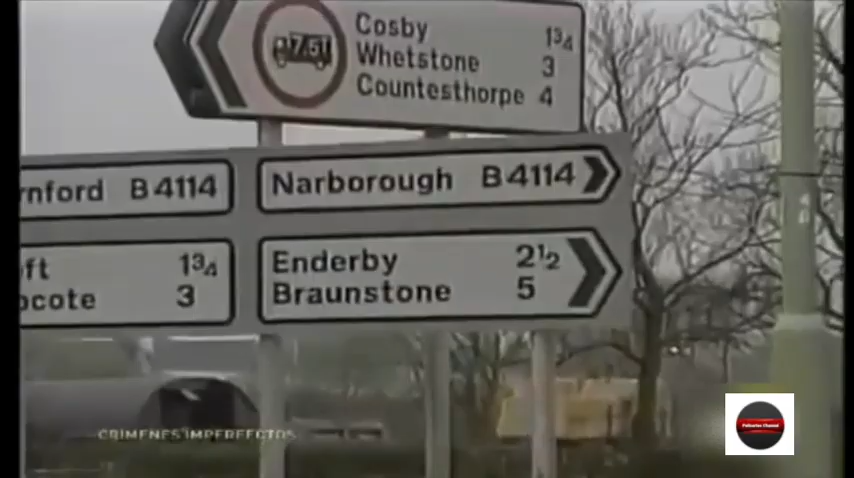 Cosby 1¾
7.5T
Whetstone 3
Countesthorpe 4
rnford B4114
Narborough B4114
ft 1¾
ocote 3
Enderby 2½
Braunstone 5
CRIMENES IMPERFECTOS